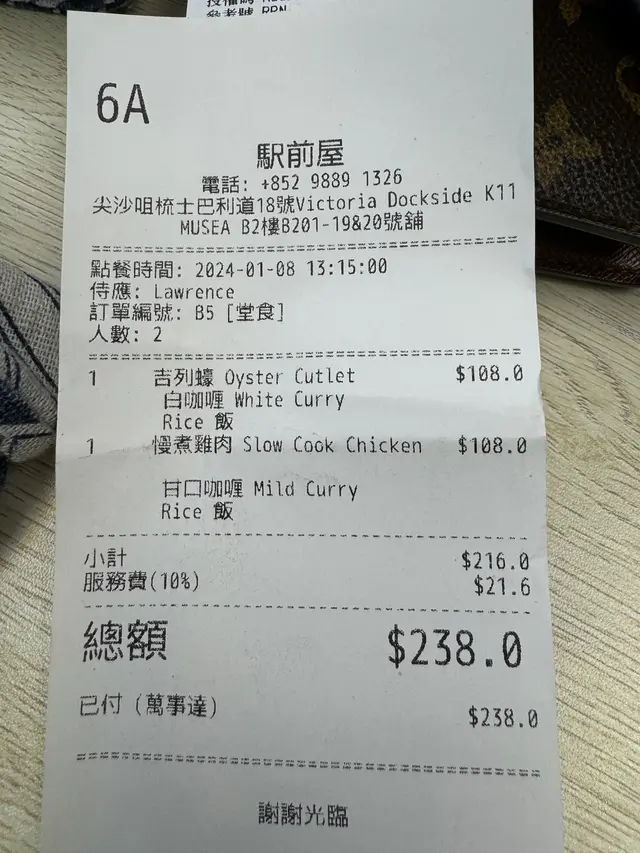 6A
駅前屋
電話: +852 9889 1326
尖沙咀梳士巴利道18號Victoria Dockside K11
MUSEA B2樓B201-19&20號舖
點餐時間: 2024-01-08 13:15:00
侍應: Lawrence
訂單編號: B5 [堂食]
人數: 2
1 吉列蠔 Oyster Cutlet $108.0
白咖喱 White Curry
Rice 飯
1 慢煮雞肉 Slow Cook Chicken $108.0
甘口咖喱 Mild Curry
Rice 飯
小計 $216.0
服務費(10%) $21.6
總額 $238.0
已付 (萬事達) $238.0
謝謝光臨